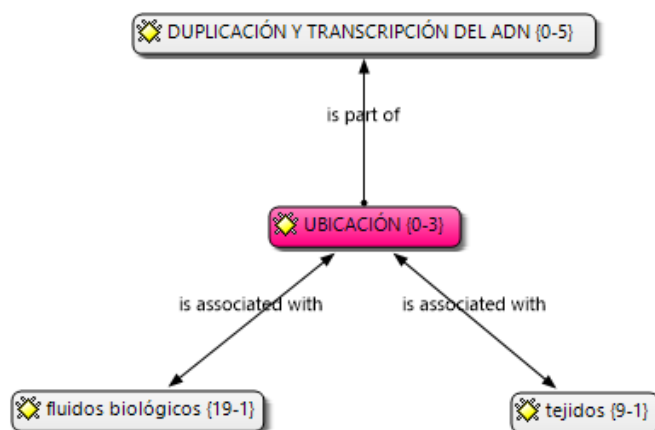 DUPLICACIÓN Y TRANSCRIPCIÓN DEL ADN {0-5}
is part of
UBICACIÓN {0-3}
is associated with
is associated with
fluidos biológicos {19-1}
tejidos {9-1}